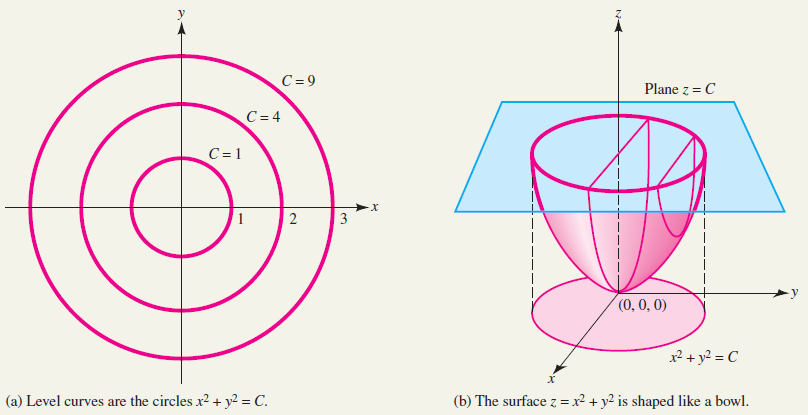 y
C = 9
C = 4
C = 1
x
1
2
3
(a) Level curves are the circles x² + y² = C.
z
Plane z = C
(0, 0, 0)
y
x² + y² = C
x
(b) The surface z = x² + y² is shaped like a bowl.